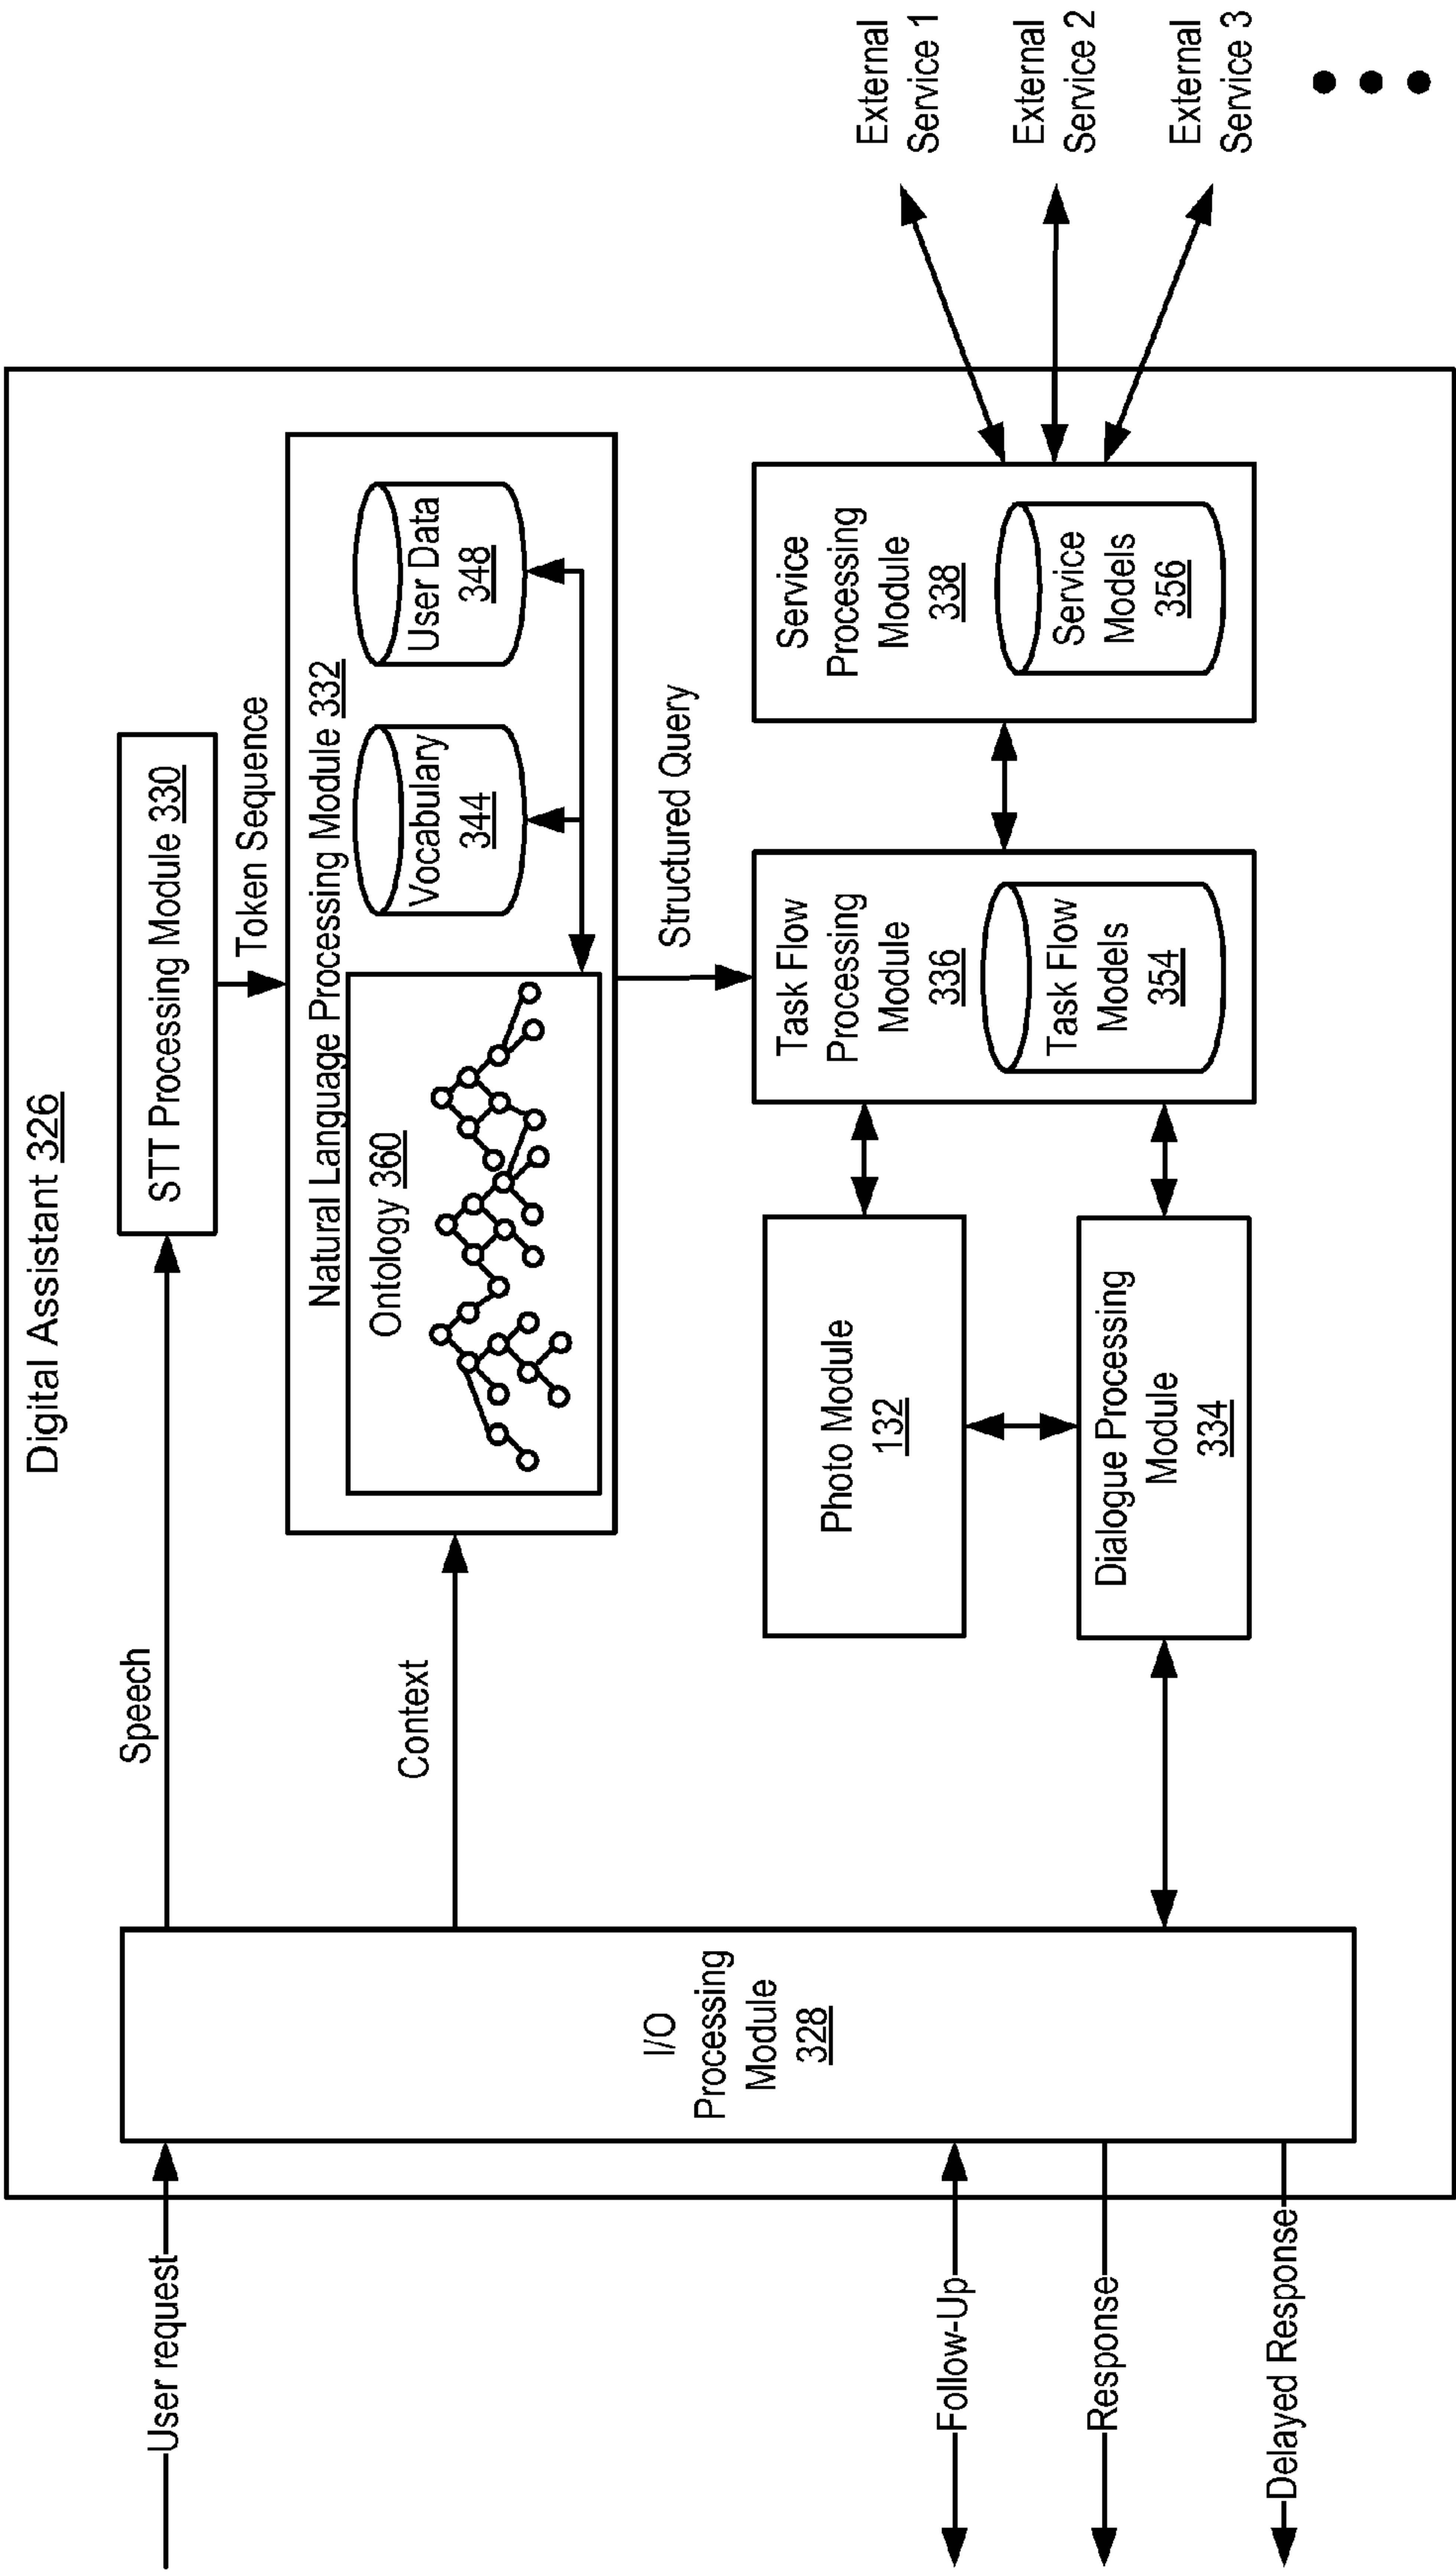 Digital Assistant 326
User request
Speech
STT Processing Module 330
Token Sequence
Context
Natural Language Processing Module 332
Ontology 360
Vocabulary
344
User Data
348
Structured Query
I/O
Processing
Module
328
Photo Module
132
Dialogue Processing
Module
334
Task Flow
Processing
Module
336
Task Flow
Models
354
Service
Processing
Module
338
Service
Models
356
External
Service 1
External
Service 2
External
Service 3
Follow-Up
Response
Delayed Response